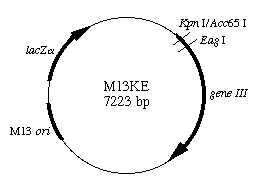 Kpn I/Acc65 I
Eag I
lacZα
M13KE
7223 bp
gene III
M13 ori